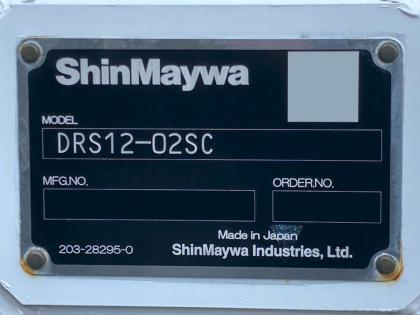 ShinMaywa
MODEL
DRS12-02SC
MFG.NO.
ORDER.NO.
Made in Japan
203-28295-0
ShinMaywa Industries, Ltd.